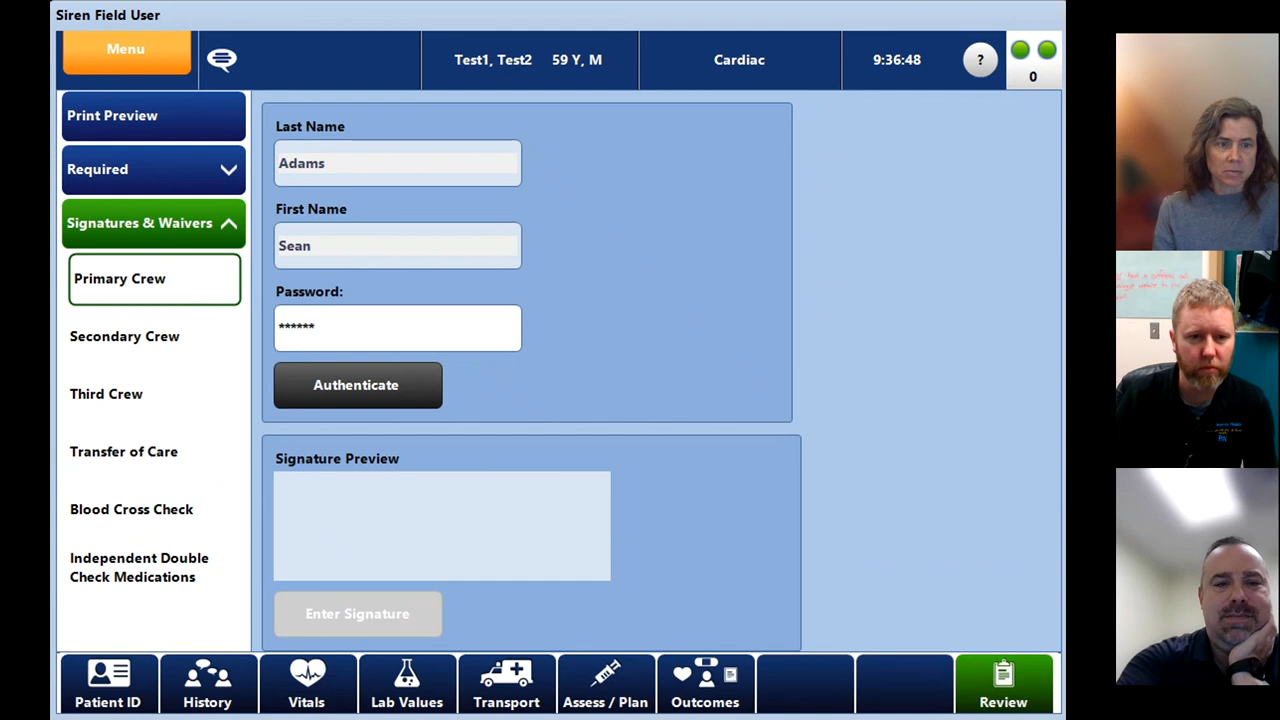 Siren Field User
Menu
Test1, Test2 59 Y, M
Cardiac
9:36:48
?
0
Print Preview
Required
Signatures & Waivers
Primary Crew
Secondary Crew
Third Crew
Transfer of Care
Blood Cross Check
Independent Double
Check Medications
Last Name
Adams
First Name
Sean
Password:
******
Authenticate
Signature Preview
Enter Signature
Patient ID
History
Vitals
Lab Values
Transport
Assess / Plan
Outcomes
Review